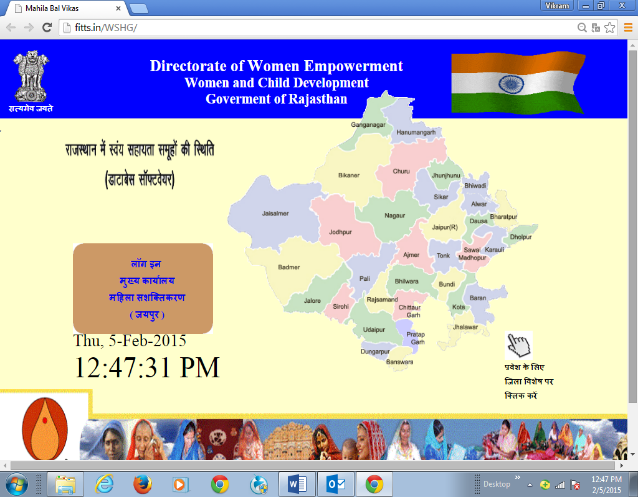 Mahila Bal Vikas
Vikram
fitts.in/WSHG/
Directorate of Women Empowerment
Women and Child Development
Goverment of Rajasthan
सत्यमेव जयते
राजस्थान में स्वंय सहायता समूहों की स्थिति
(डाटाबेस सॉफ्टवेयर)
Ganganagar
Hanumangarh
Bikaner
Churu
Jhunjhunu
Sikar
Bhiwadi
Alwar
Jaisalmer
Nagaur
Bharatpur
Dausa
Jodhpur
Jaipur(R)
Dholpur
Ajmer
Tonk
Sawai
Madhopur
Karauli
Badmer
Pali
Bhilwara
Bundi
Jalore
Sirohi
Rajsamand
Chittaur
Garh
Kota
Baran
Udaipur
Pratap
Garh
Jhalawar
Dungarpur
Banswara
लॉग इन
मुख्य कार्यालय
महिला सशक्तिकरण
( जयपुर )
Thu, 5-Feb-2015
12:47:31 PM
प्रवेश के लिए
जिला विशेष पर
क्लिक करें
Desktop
12:47 PM
2/5/2015